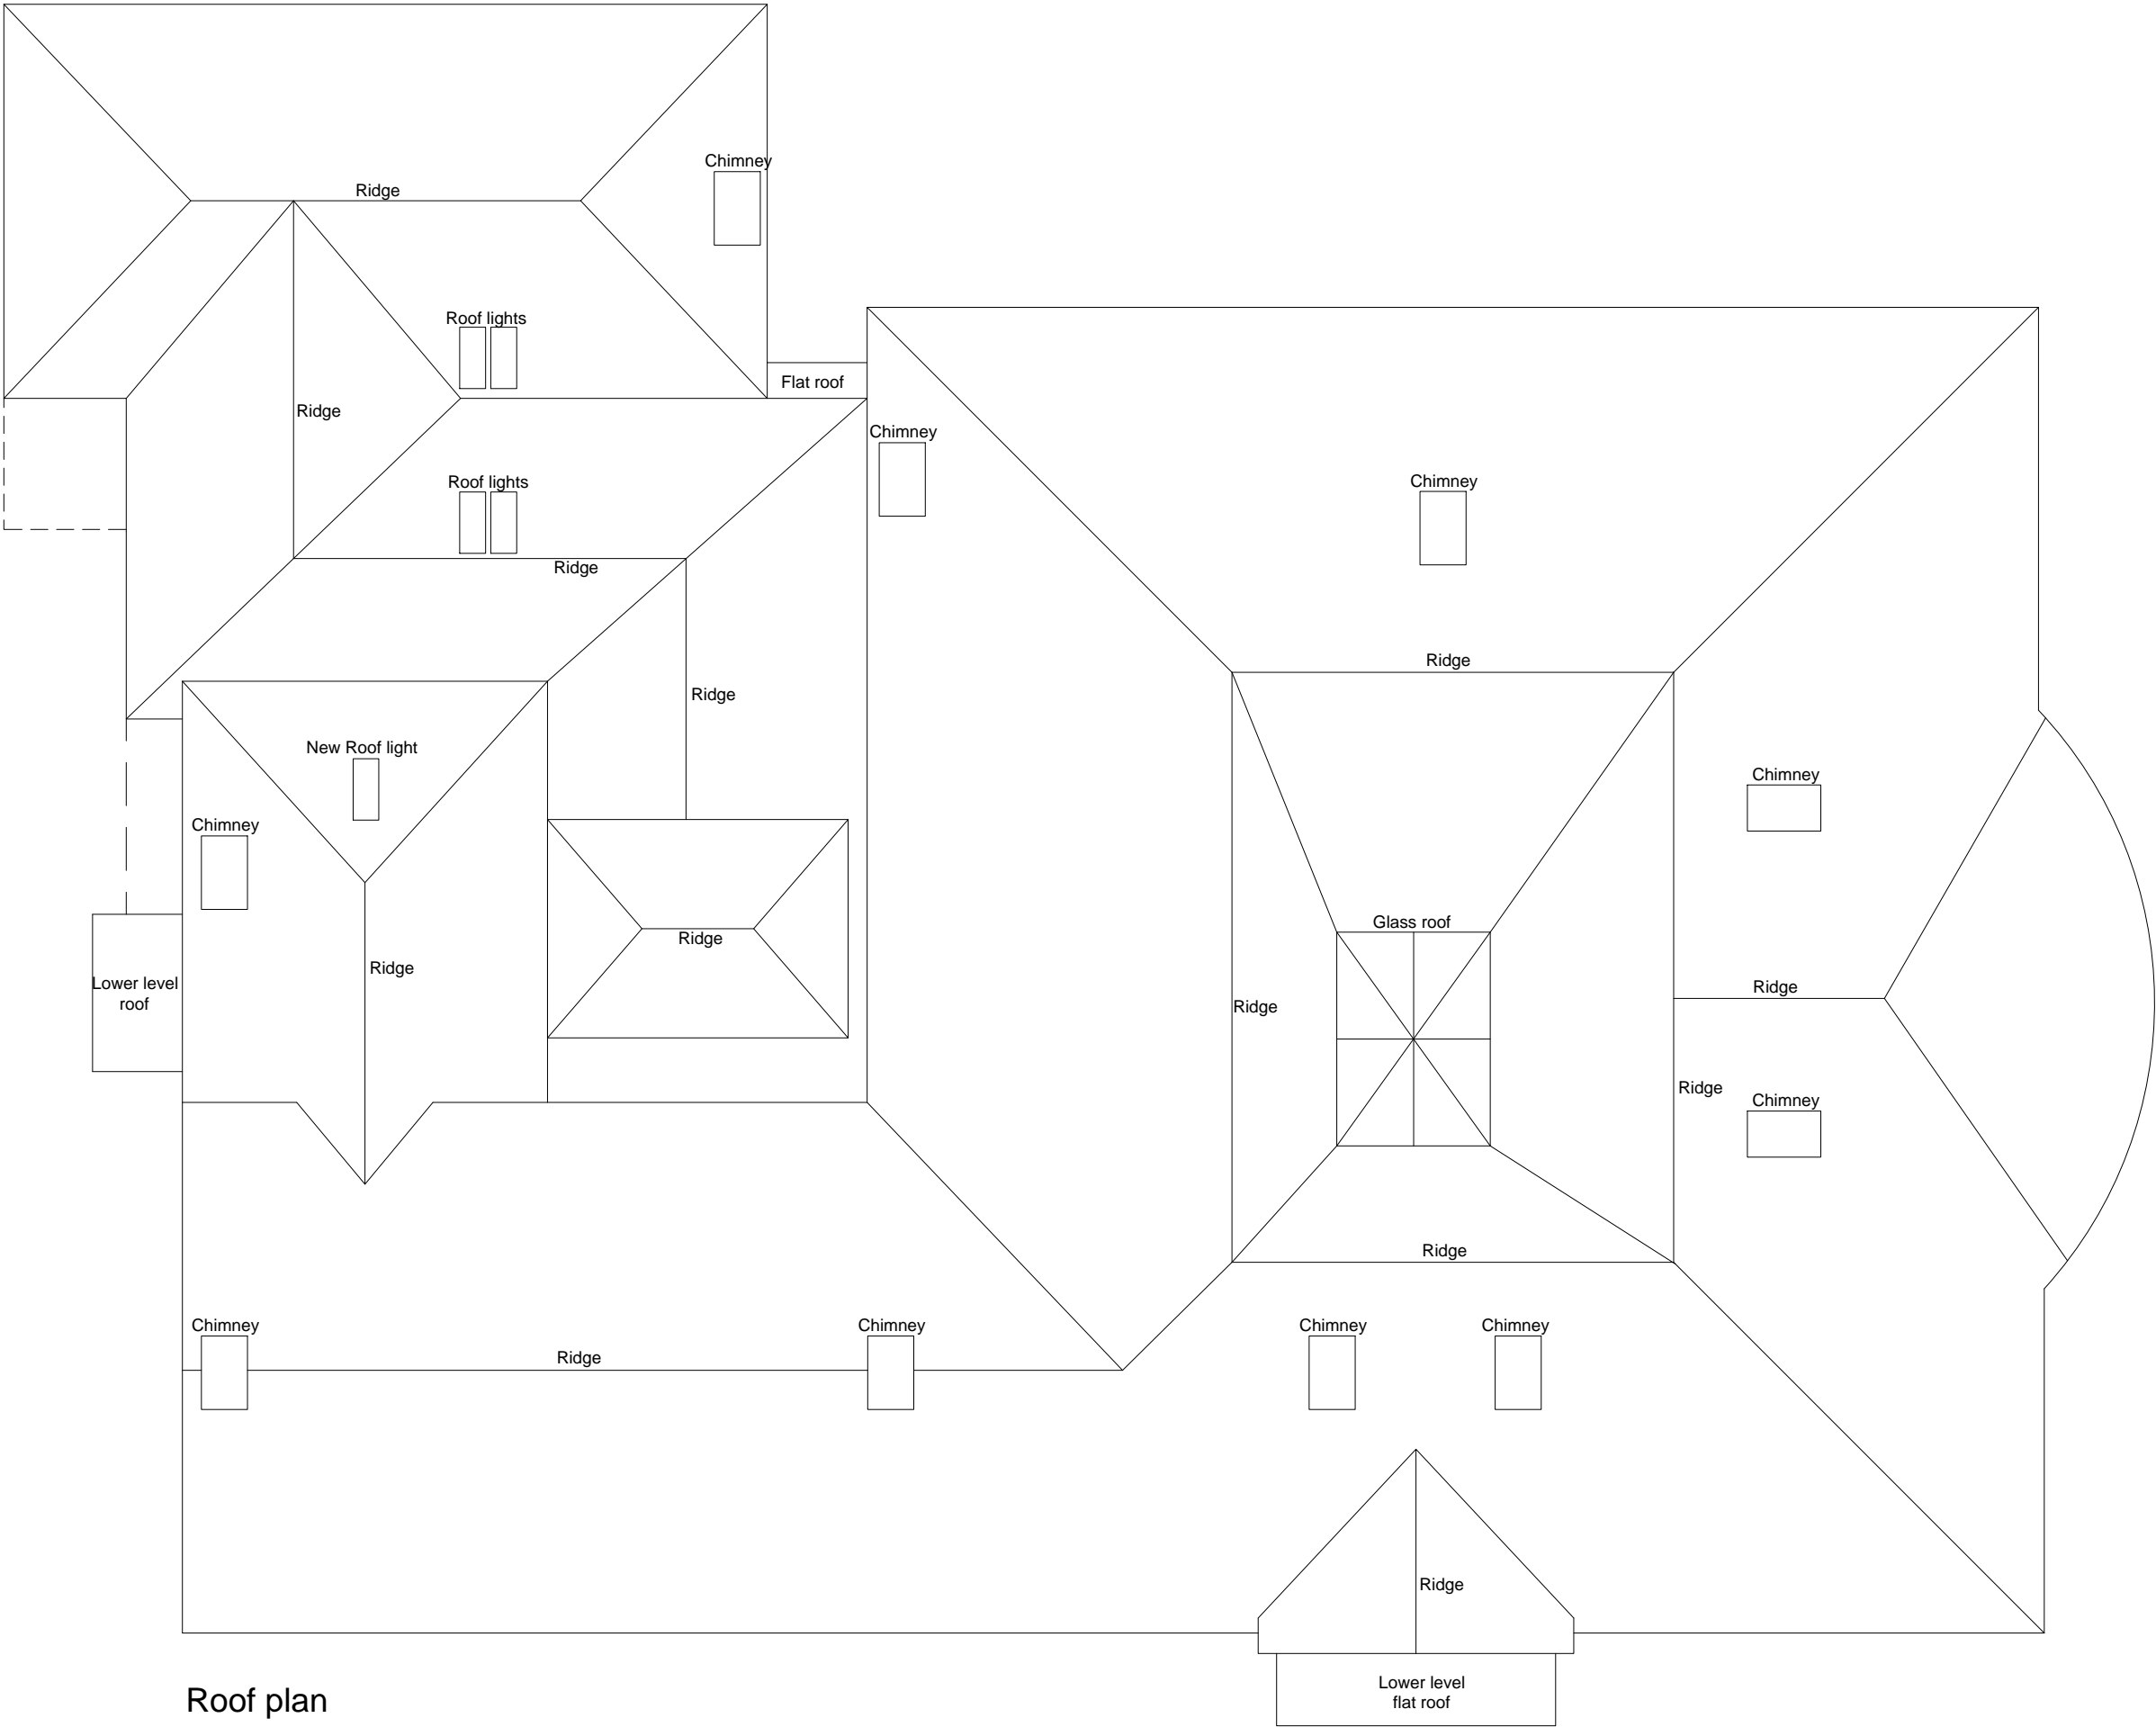 Chimney
Ridge
Roof lights
Flat roof
Ridge
Chimney
Roof lights
Chimney
Ridge
Ridge
Ridge
New Roof light
Chimney
Chimney
Glass roof
Ridge
Ridge
Lower level
roof
Ridge
Ridge
Ridge
Chimney
Ridge
Chimney
Chimney
Chimney
Chimney
Ridge
Ridge
Lower level
flat roof
Roof plan